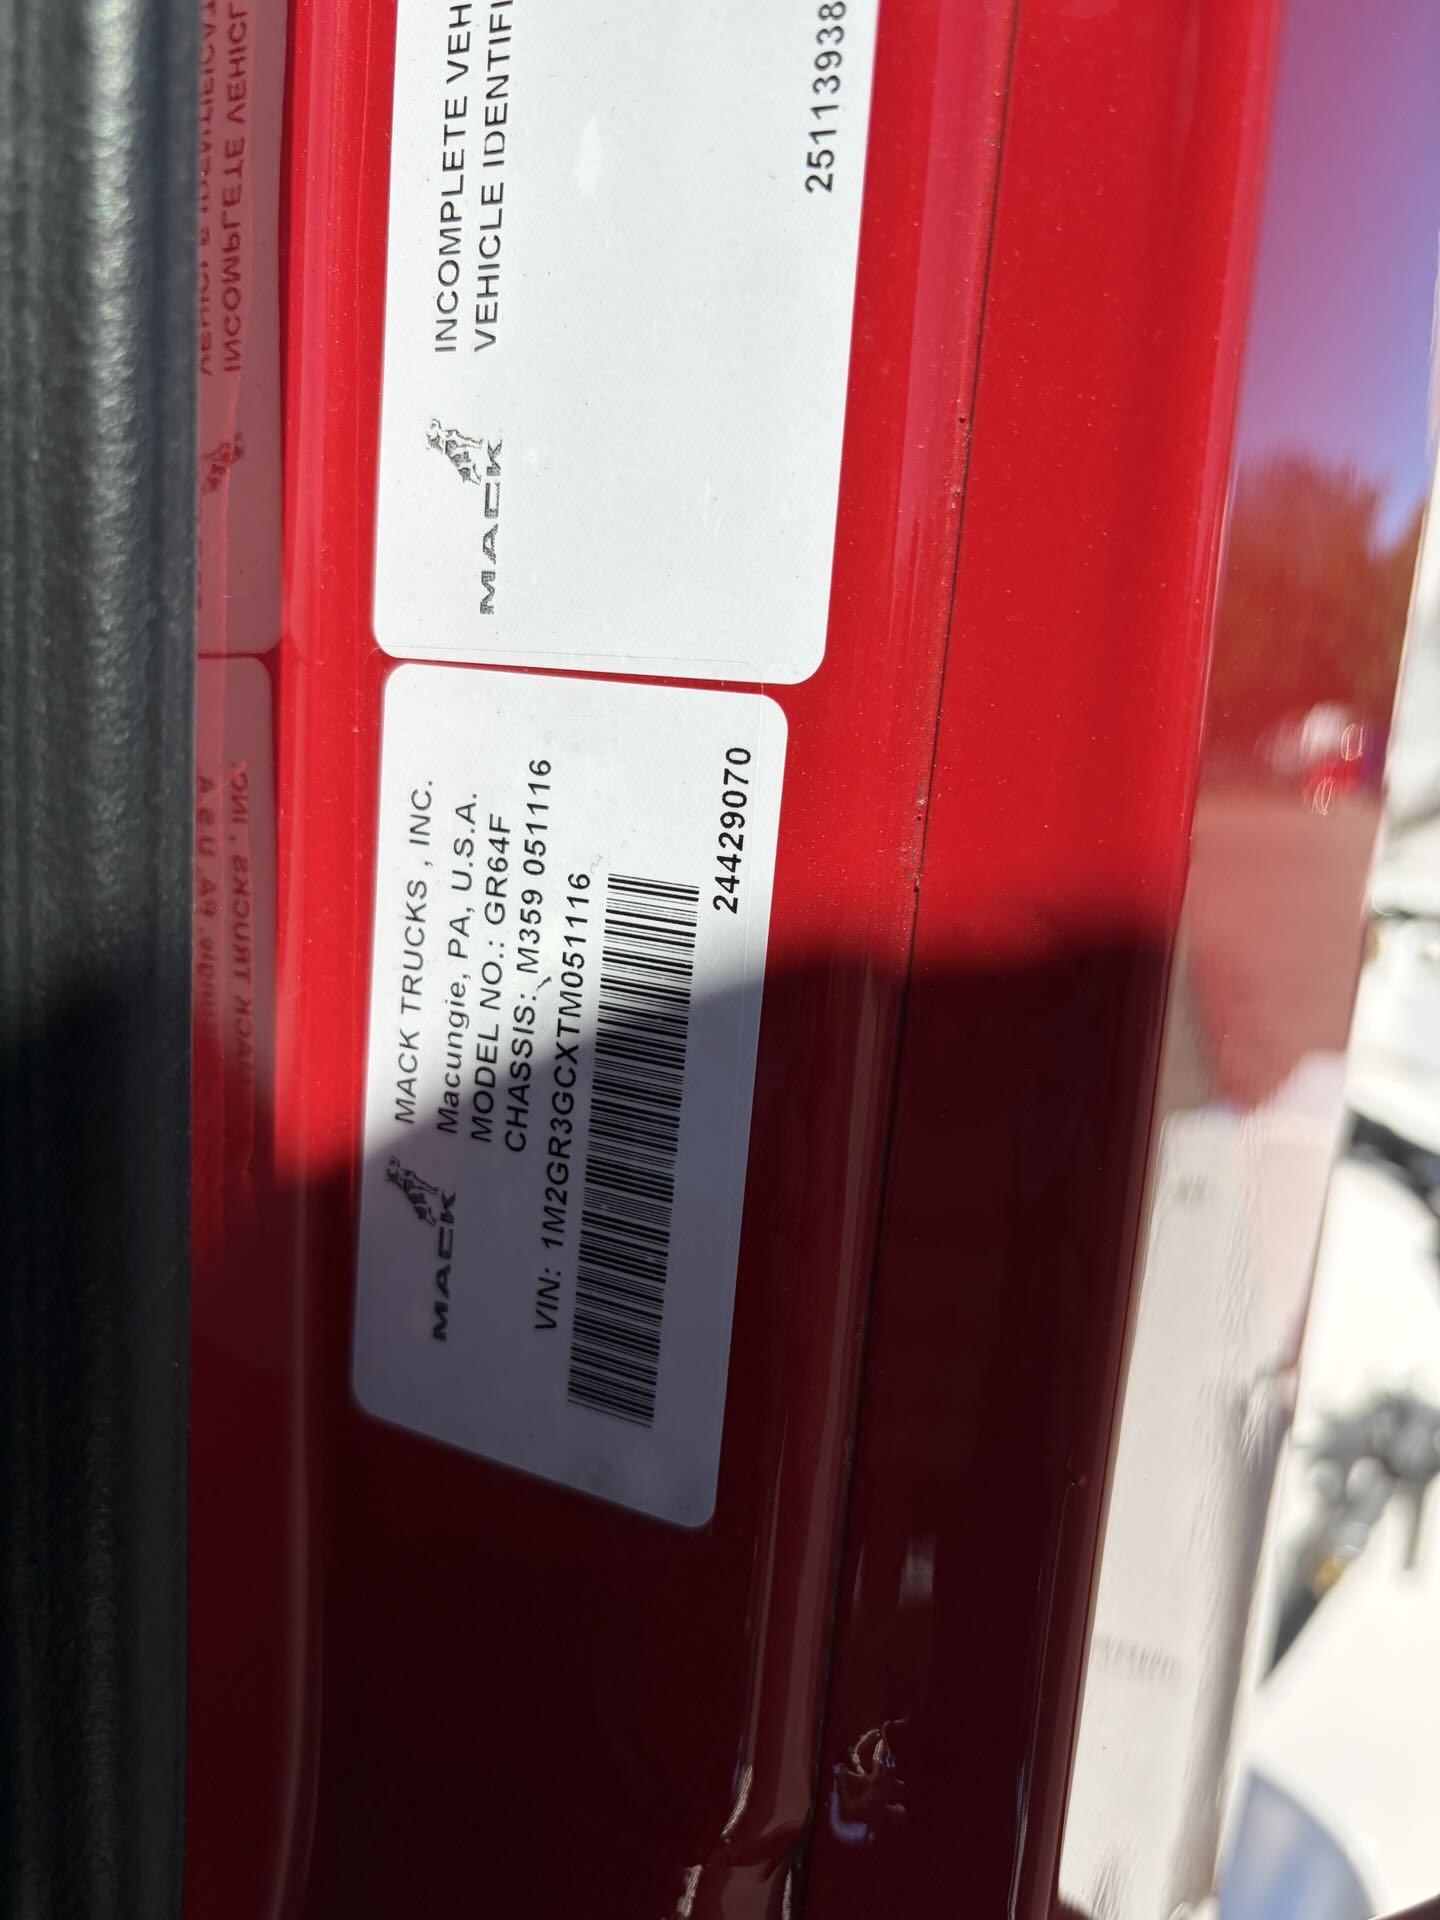 MACK
MACK TRUCKS , INC.
Macungie, PA, U.S.A.
MODEL NO.: GR64F
CHASSIS: M359 051116
VIN: 1M2GR3GCXTM051116
24429070
MACK
INCOMPLETE VEH
VEHICLE IDENTIFI
25113938